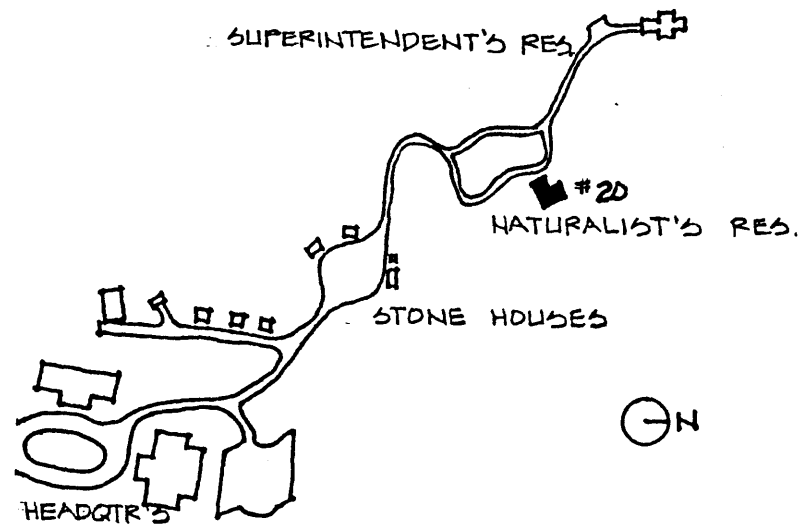 SUPERINTENDENT'S RES.
#20
NATURALIST'S RES.
STONE HOUSES
N
HEADQTR'S